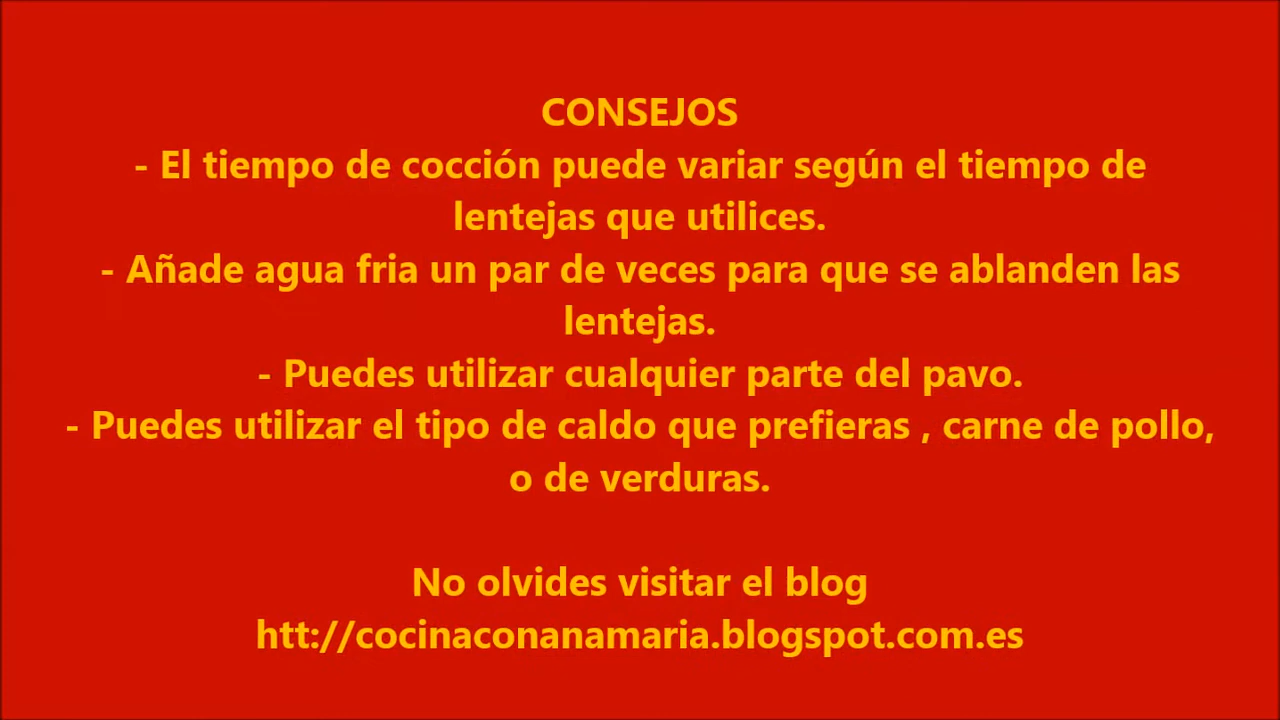 CONSEJOS
- El tiempo de cocción puede variar según el tiempo de
lentejas que utilices.
- Añade agua fria un par de veces para que se ablanden las
lentejas.
- Puedes utilizar cualquier parte del pavo.
- Puedes utilizar el tipo de caldo que prefieras , carne de pollo,
o de verduras.
No olvides visitar el blog
htt://cocinaconanamaria.blogspot.com.es